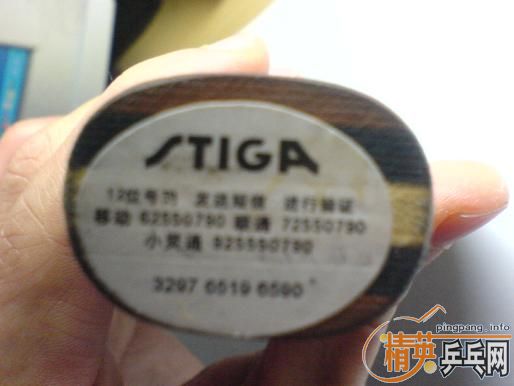 STIGA
12位号码 发送短信 进行验证
移动 62550790 联通 72550790
小灵通 925590790
3297 6519 6590
pingpang.info
精英乒乓网